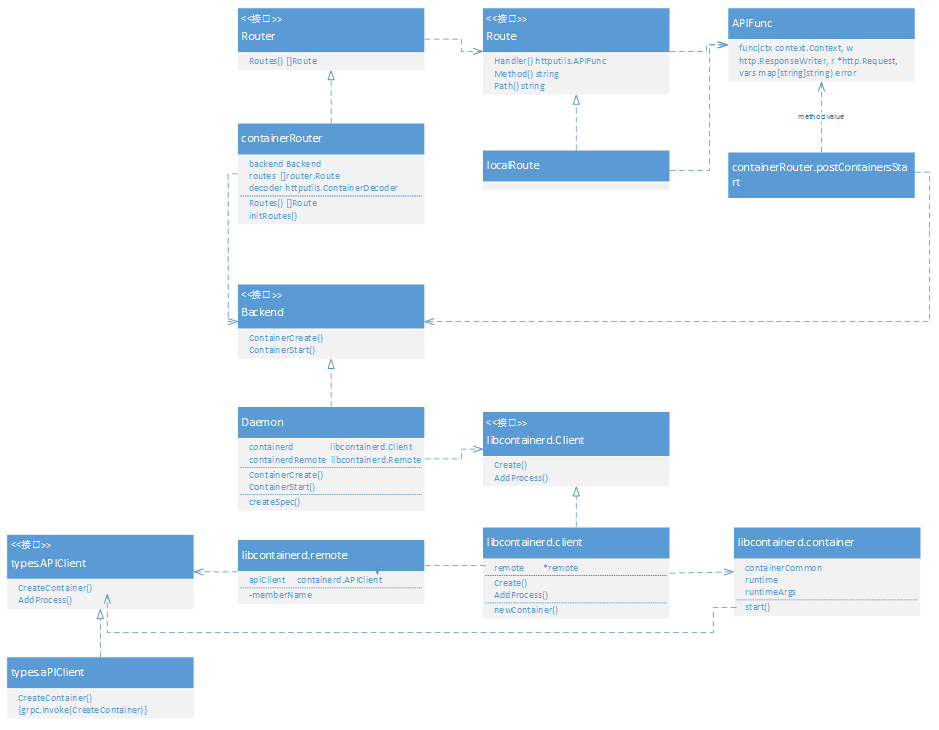 <<接口>>
Router
Routes() []Route
<<接口>>
Route
Handler() httputils.APIFunc
Method() string
Path() string
APIFunc
func(ctx context.Context, w
http.ResponseWriter, r *http.Request,
vars map[string]string) error
method value
containerRouter
backend Backend
routes []router.Route
decoder httputils.ContainerDecoder
Routes() []Route
initRoutes()
localRoute
containerRouter.postContainersSta
rt
<<接口>>
Backend
ContainerCreate()
ContainerStart()
Daemon
containerd libcontainerd.Client
containerdRemote libcontainerd.Remote
ContainerCreate()
ContainerStart()
createSpec()
<<接口>>
libcontainerd.Client
Create()
AddProcess()
<<接口>>
types.APIClient
CreateContainer()
AddProcess()
libcontainerd.remote
apiClient containerd.APIClient
-memberName
libcontainerd.client
remote *remote
Create()
AddProcess()
newContainer()
libcontainerd.container
containerCommon
runtime
runtimeArgs
start()
types.aPIClient
CreateContainer()
{grpc.Invoke(CreateContainer)}